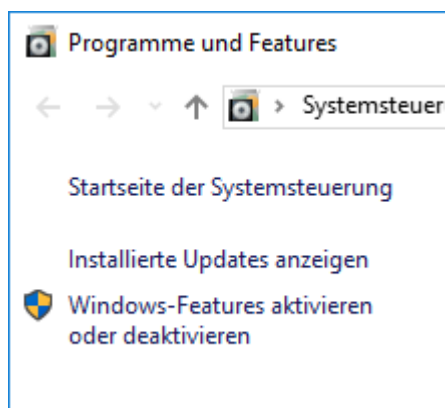 Programme und Features
Systemsteuer
Startseite der Systemsteuerung
Installierte Updates anzeigen
Windows-Features aktivieren
oder deaktivieren